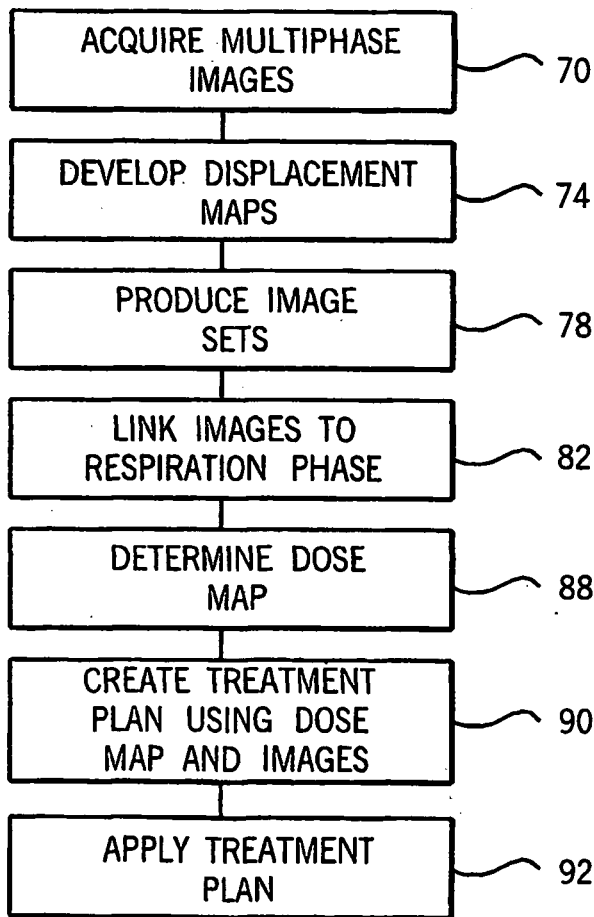 ACQUIRE MULTIPHASE
IMAGES
70
DEVELOP DISPLACEMENT
MAPS
74
PRODUCE IMAGE
SETS
78
LINK IMAGES TO
RESPIRATION PHASE
82
DETERMINE DOSE
MAP
88
CREATE TREATMENT
PLAN USING DOSE
MAP AND IMAGES
90
APPLY TREATMENT
PLAN
92